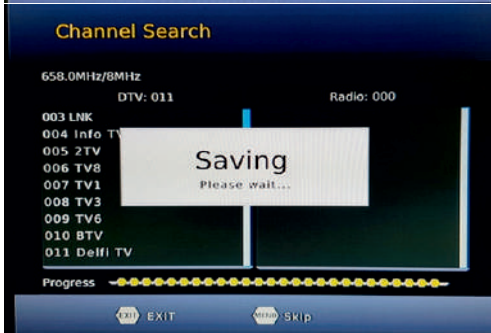 Channel Search
658.0MHz/8MHz
DTV: 011 Radio: 000
003 LNK
004 Info TV
005 2TV
006 TV8
007 TV1
008 TV3
009 TV6
010 BTV
011 Delfi TV
Saving
Please wait...
Progress
EXIT EXIT MENU Skip